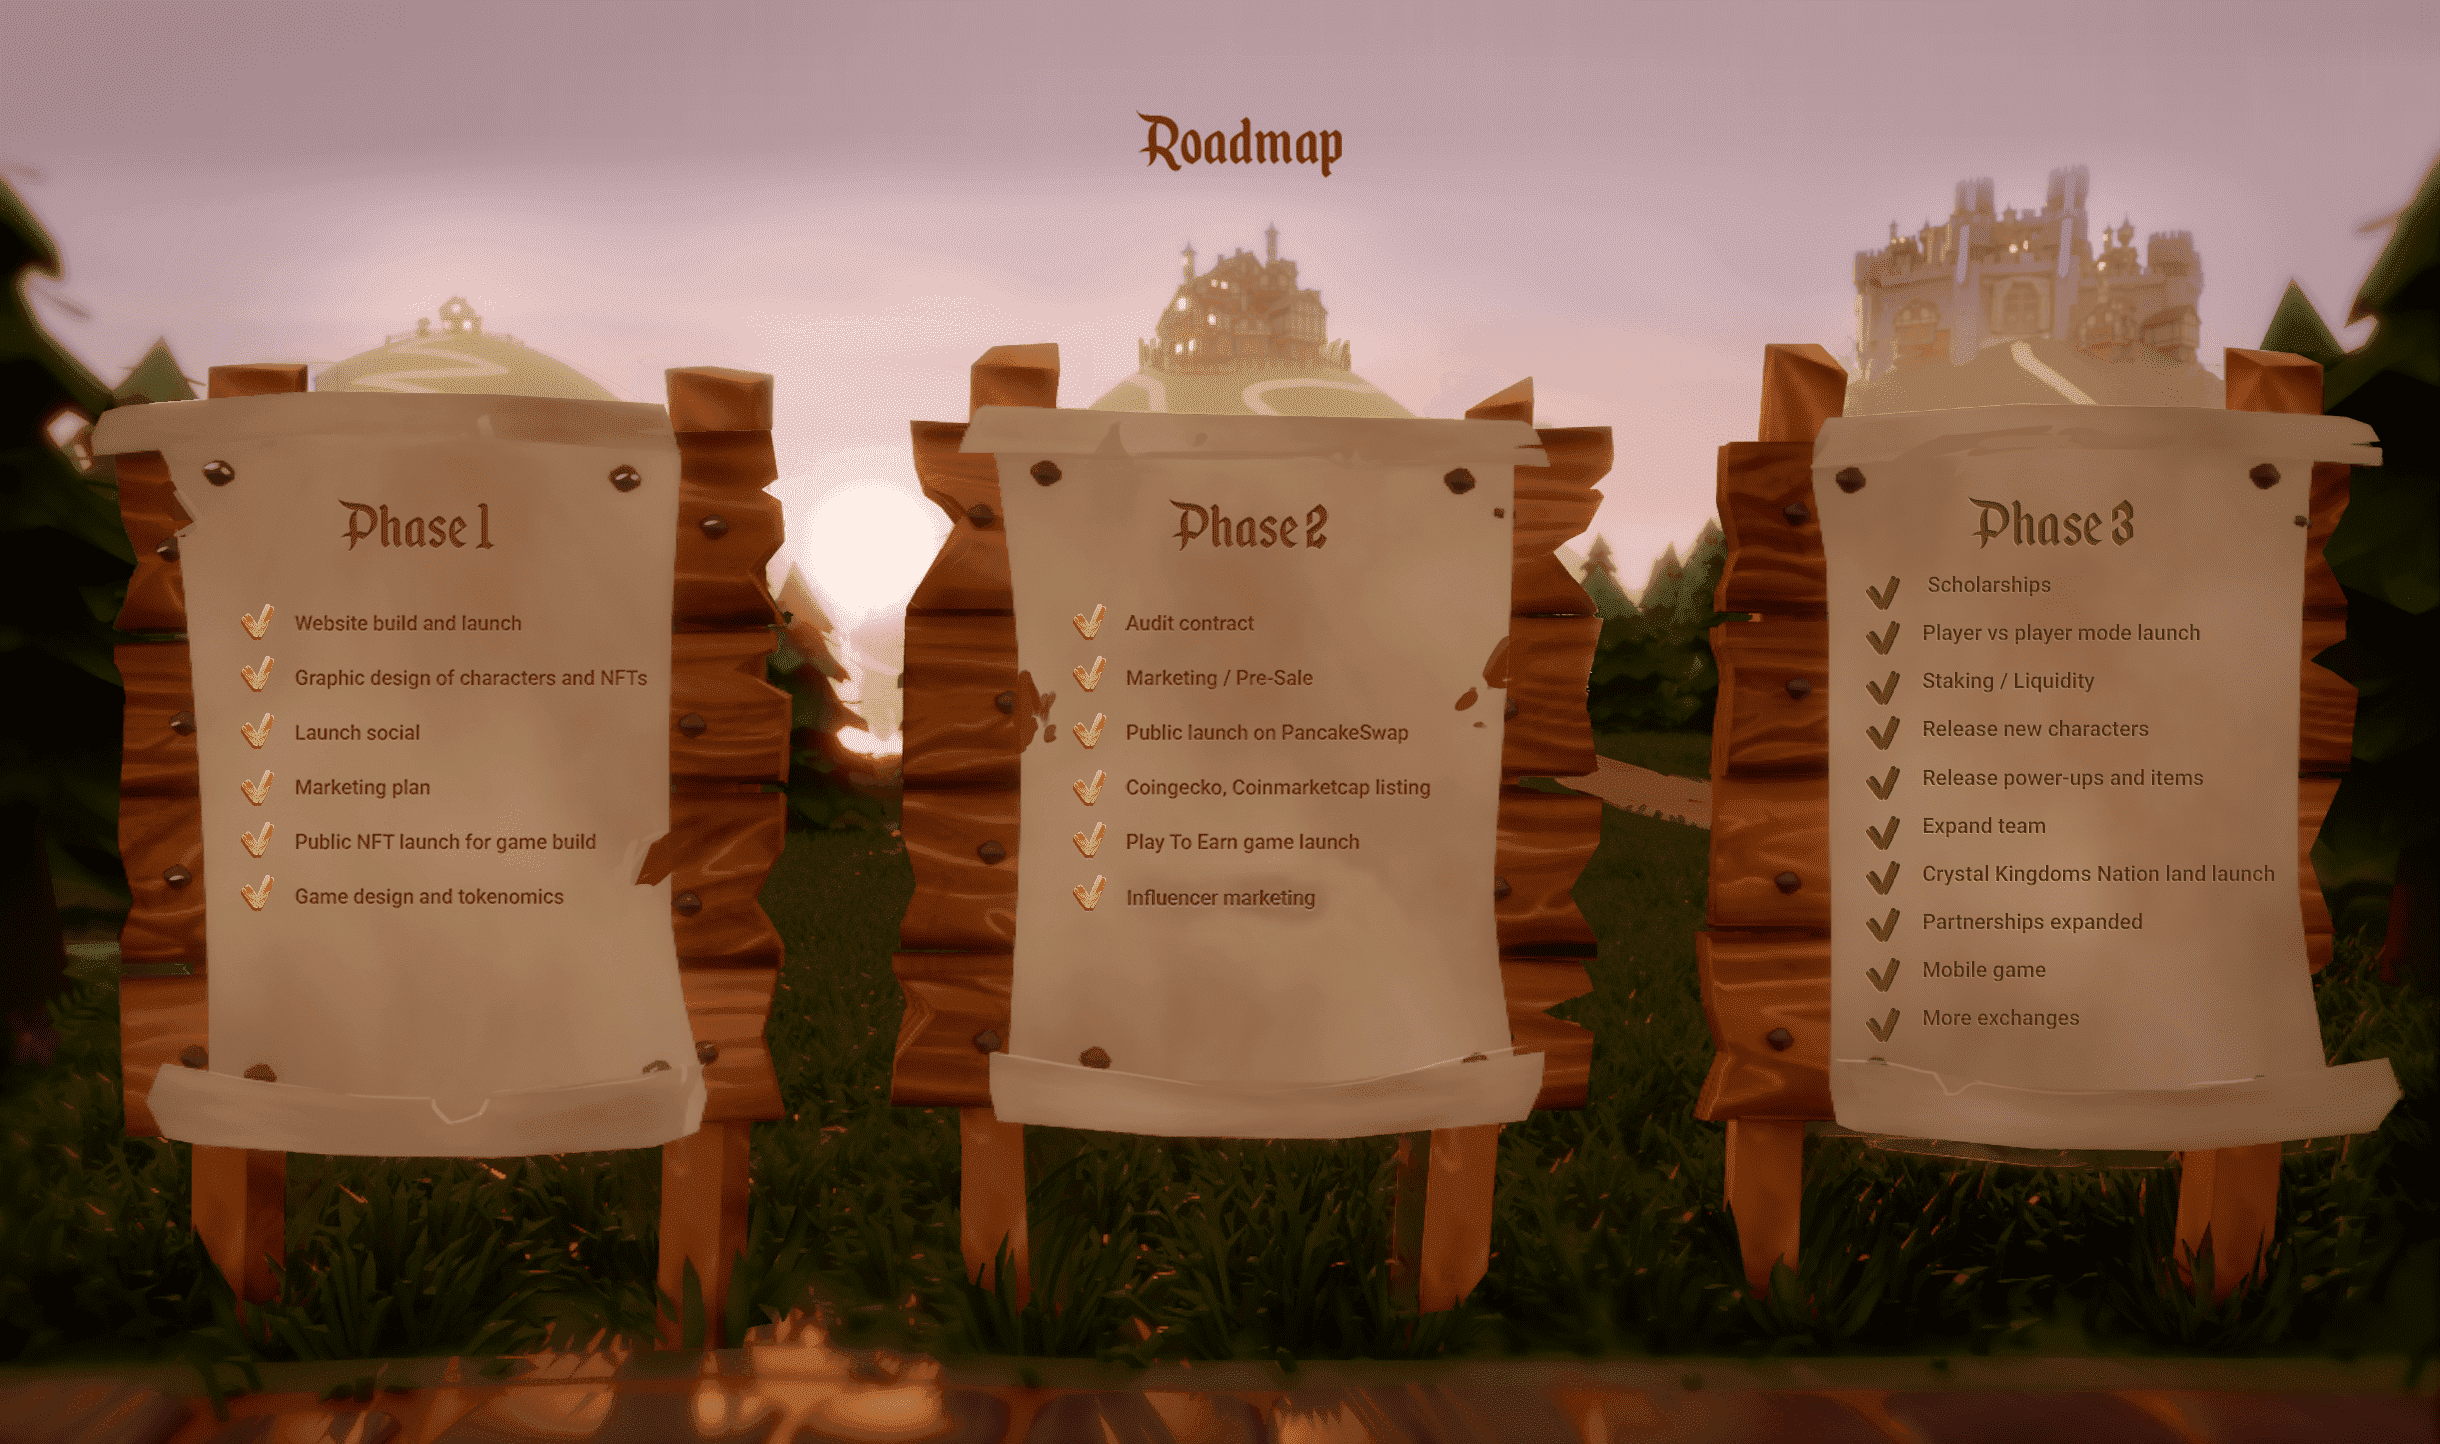 Roadmap
Phase 1
Website build and launch
Graphic design of characters and NFTs
Launch social
Marketing plan
Public NFT launch for game build
Game design and tokenomics
Phase 2
Audit contract
Marketing / Pre-Sale
Public launch on PancakeSwap
Coingecko, Coinmarketcap listing
Play To Earn game launch
Influencer marketing
Phase 3
Scholarships
Player vs player mode launch
Staking / Liquidity
Release new characters
Release power-ups and items
Expand team
Crystal Kingdoms Nation land launch
Partnerships expanded
Mobile game
More exchanges